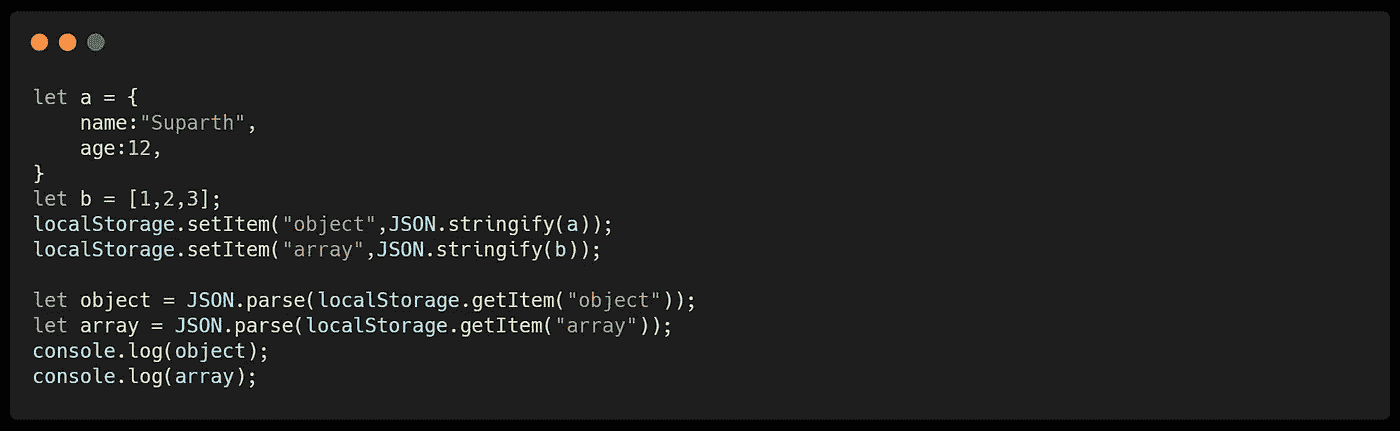 let a = {
    name:"Suparth",
    age:12,
}
let b = [1,2,3];
localStorage.setItem("object",JSON.stringify(a));
localStorage.setItem("array",JSON.stringify(b));

let object = JSON.parse(localStorage.getItem("object"));
let array = JSON.parse(localStorage.getItem("array"));
console.log(object);
console.log(array);